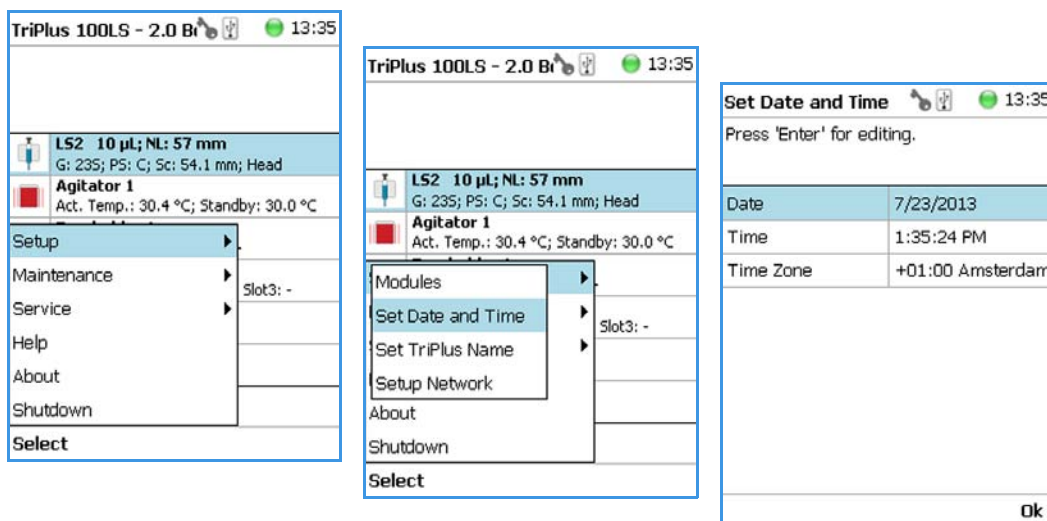 TriPlus 100LS - 2.0 B 13:35
LS2 10 µL; NL: 57 mm
G: 23S; PS: C; Sc: 54.1 mm; Head
Agitator 1
Act. Temp.: 30.4 °C; Standby: 30.0 °C
Setup
Maintenance
Slot3: -
Service
Help
About
Shutdown
Select
TriPlus 100LS - 2.0 B 13:35
LS2 10 µL; NL: 57 mm
G: 23S; PS: C; Sc: 54.1 mm; Head
Agitator 1
Act. Temp.: 30.4 °C; Standby: 30.0 °C
Modules
Set Date and Time
Slot3: -
Set TriPlus Name
Setup Network
About
Shutdown
Select
Set Date and Time 13:35
Press 'Enter' for editing.
Date 7/23/2013
Time 1:35:24 PM
Time Zone +01:00 Amsterdam
Ok